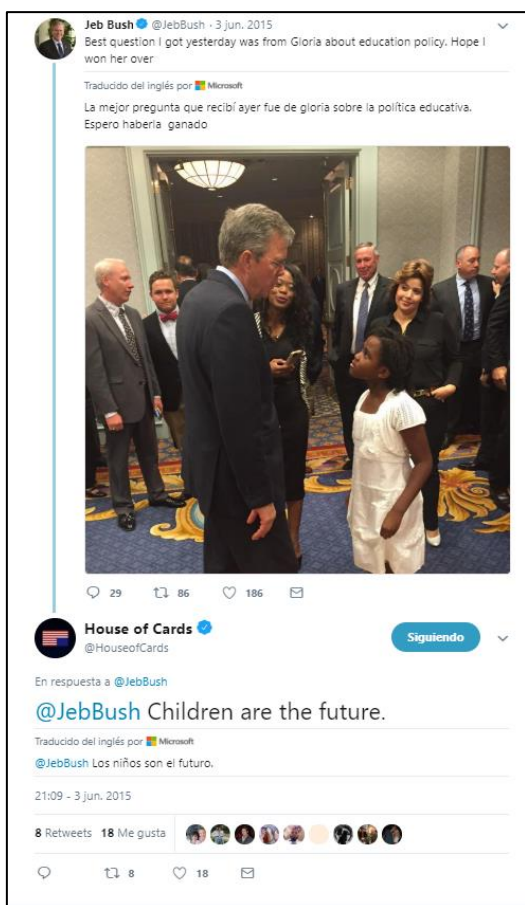 Jeb Bush @JebBush · 3 jun. 2015
Best question I got yesterday was from Gloria about education policy. Hope I
won her over
Traducido del inglés por Microsoft
La mejor pregunta que recibí ayer fue de gloria sobre la política educativa.
Espero haberla ganado
29 86 186
House of Cards
@HouseofCards
Siguiendo
En respuesta a @JebBush
@JebBush Children are the future.
Traducido del inglés por Microsoft
@JebBush Los niños son el futuro.
21:09 - 3 jun. 2015
8 Retweets 18 Me gusta
8 18